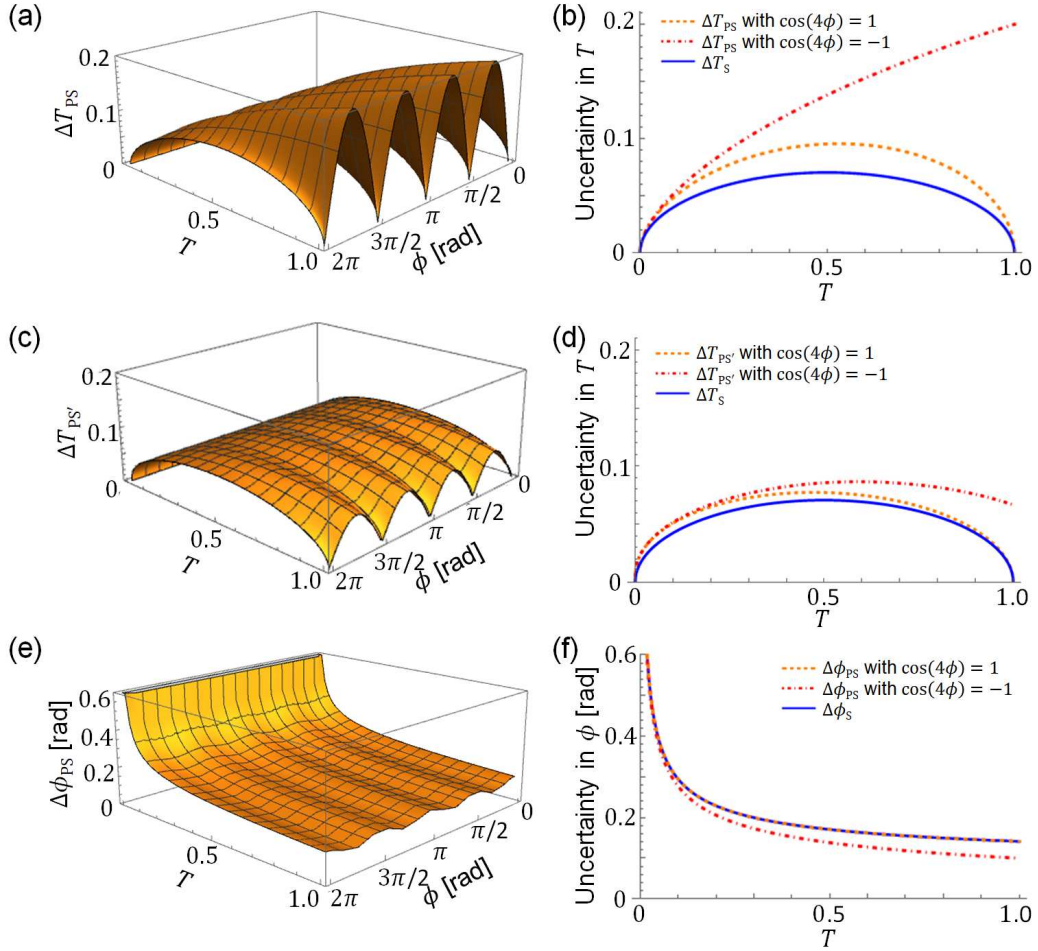 (a)
0.2
0.1
0
ΔT_PS
0.5
T
1.0
2π
3π/2
π
π/2
0
ϕ [rad]
(b)
0.2
0.1
0
Uncertainty in T
ΔT_PS with cos(4ϕ) = 1
ΔT_PS with cos(4ϕ) = −1
ΔT_S
0 0.5 1.0
T
(c)
0.2
0.1
0.
ΔT_PS′
0.5
T
1.0
2π
3π/2
π
π/2
0
ϕ [rad]
(d)
0.2
0.1
0
Uncertainty in T
ΔT_PS′ with cos(4ϕ) = 1
ΔT_PS′ with cos(4ϕ) = −1
ΔT_S
0 0.5 1.0
T
(e)
0.6
0.4
0.2
0
Δϕ_PS [rad]
0.5
T
1.0
2π
3π/2
π
π/2
0
ϕ [rad]
(f)
0.6
0.4
0.2
0
Uncertainty in ϕ [rad]
Δϕ_PS with cos(4ϕ) = 1
Δϕ_PS with cos(4ϕ) = −1
Δϕ_S
0 0.5 1.0
T